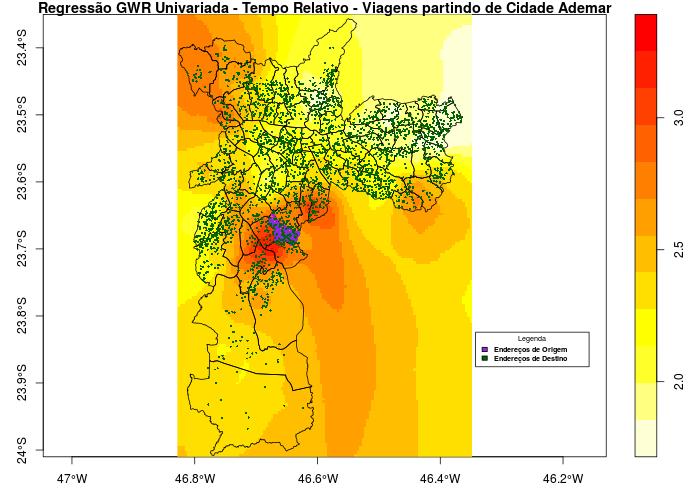 Regressão GWR Univariada - Tempo Relativo - Viagens partindo de Cidade Ademar
23.4°S
23.5°S
23.6°S
23.7°S
23.8°S
23.9°S
24°S
47°W
46.8°W
46.6°W
46.4°W
46.2°W
Legenda
Endereços de Origem
Endereços de Destino
3.0
2.5
2.0